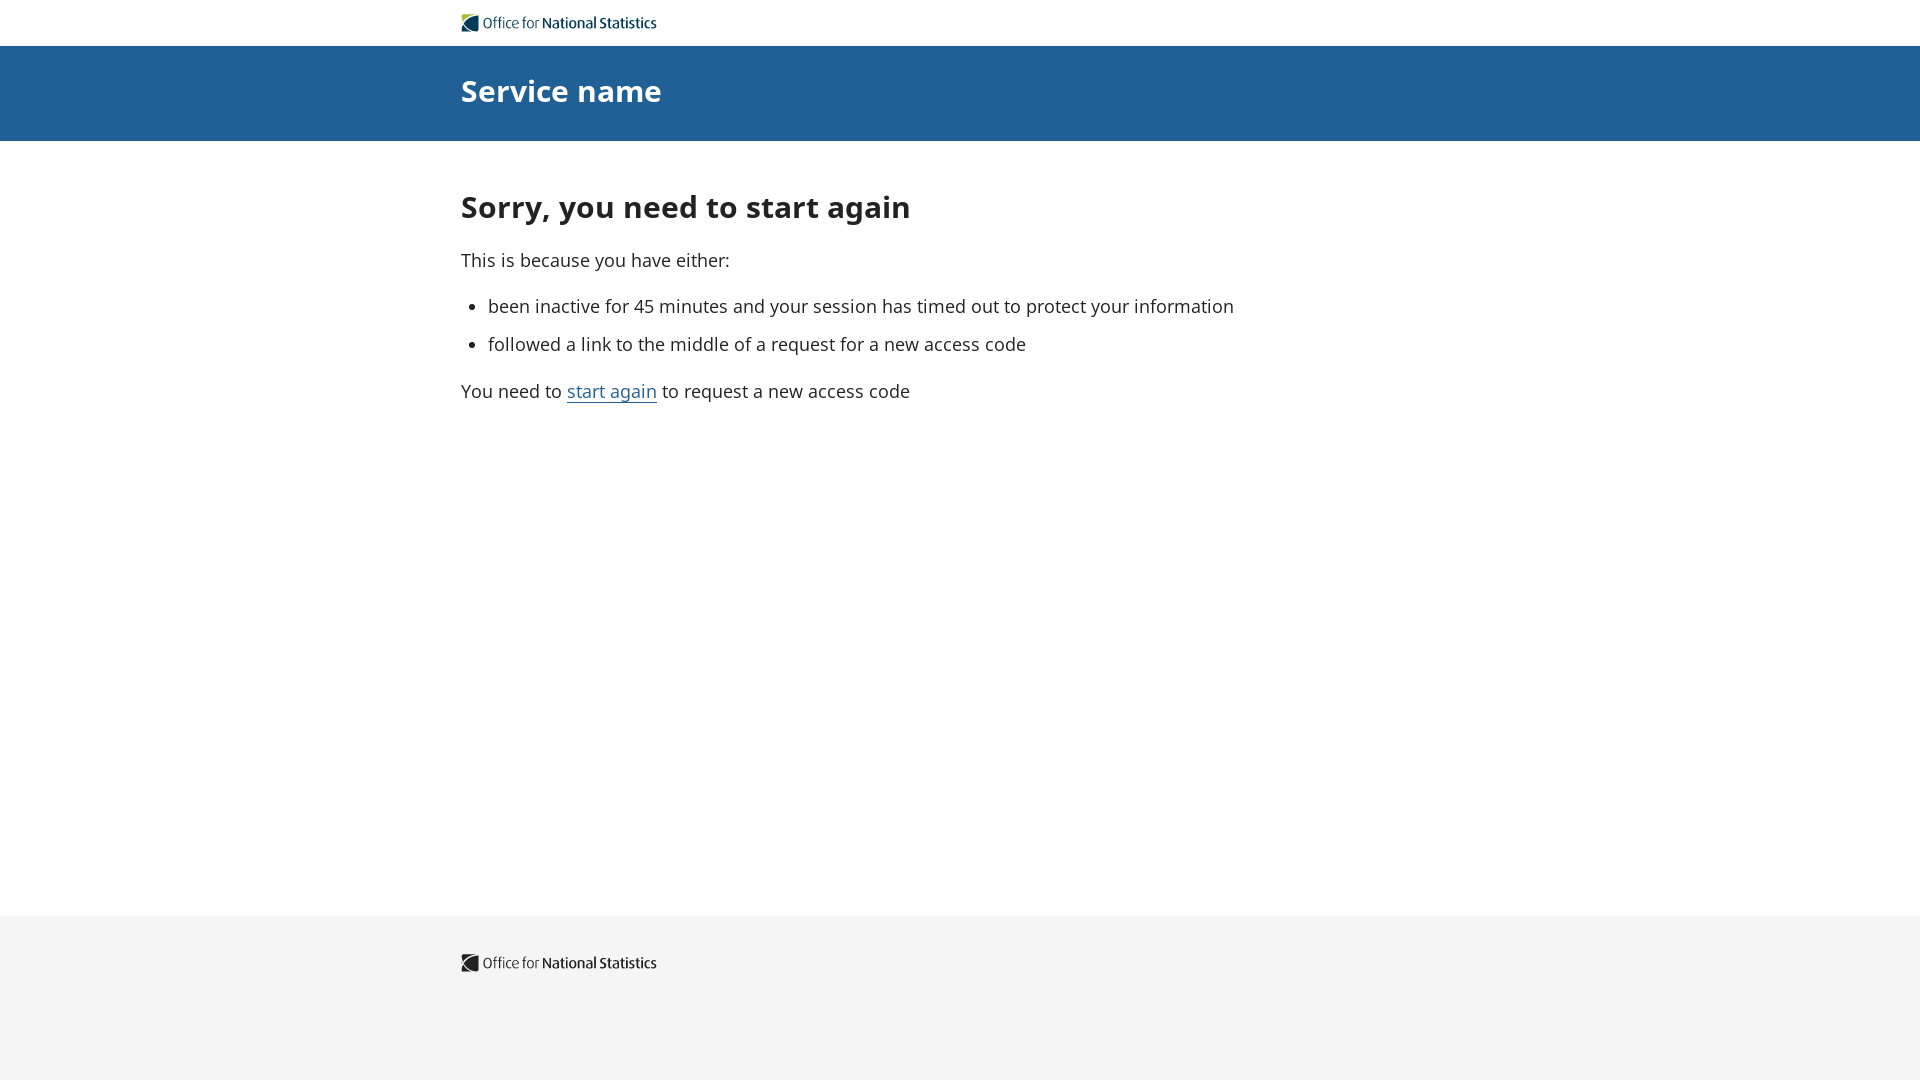 Office for National Statistics
Service name
Sorry, you need to start again
This is because you have either:
been inactive for 45 minutes and your session has timed out to protect your information
followed a link to the middle of a request for a new access code
You need to start again to request a new access code
Office for National Statistics